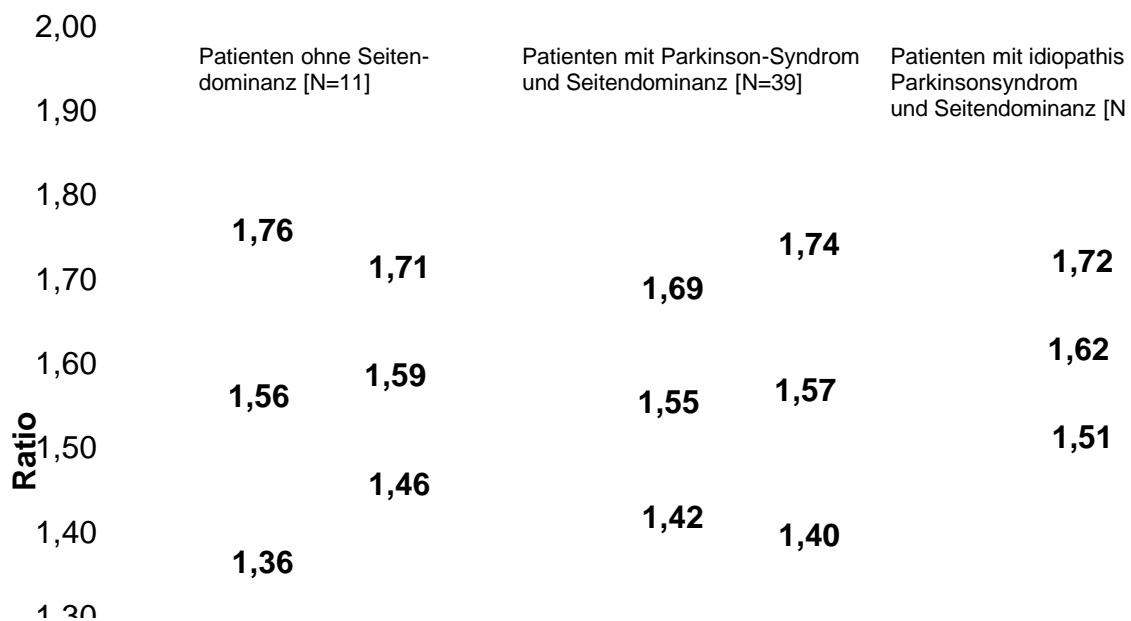 2,00
Patienten ohne Seiten-
dominanz [N=11]
Patienten mit Parkinson-Syndrom
und Seitendominanz [N=39]
Patienten mit idiopathis
Parkinsonsyndrom
und Seitendominanz [N
1,90
1,80
1,76
1,71
1,74
1,72
1,70
1,69
1,60
1,62
1,56
1,59
1,55
1,57
1,51
Ratio
1,50
1,46
1,42
1,40
1,40
1,36
1,30